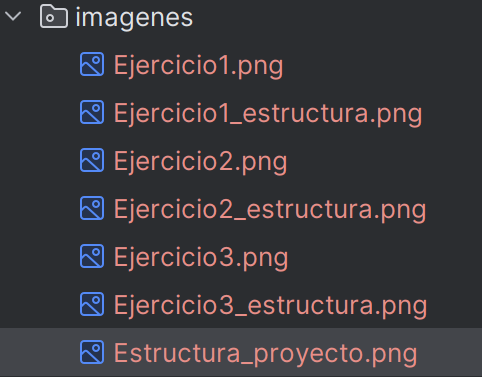 imagenes
Ejercicio1.png
Ejercicio1_estructura.png
Ejercicio2.png
Ejercicio2_estructura.png
Ejercicio3.png
Ejercicio3_estructura.png
Estructura_proyecto.png